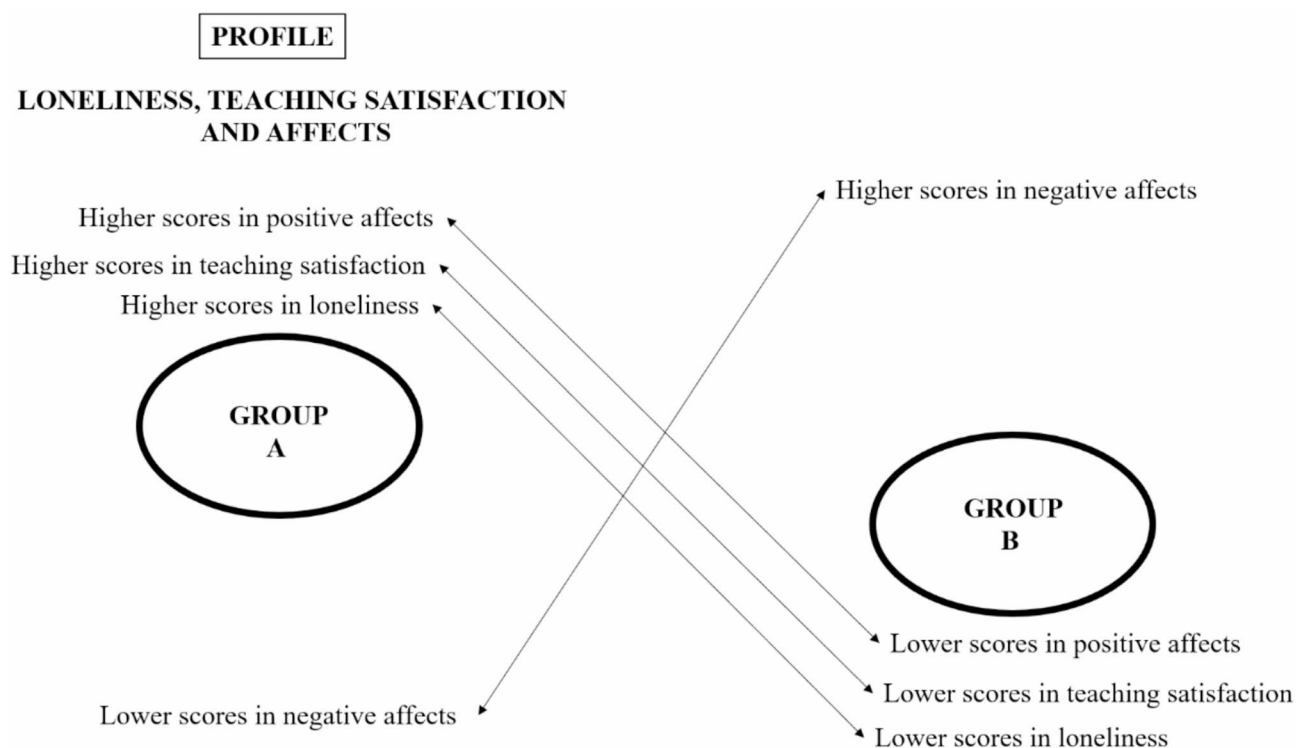 PROFILE
LONELINESS, TEACHING SATISFACTION
AND AFFECTS
Higher scores in positive affects
Higher scores in teaching satisfaction
Higher scores in loneliness
GROUP
A
Lower scores in negative affects
Higher scores in negative affects
GROUP
B
Lower scores in positive affects
Lower scores in teaching satisfaction
Lower scores in loneliness